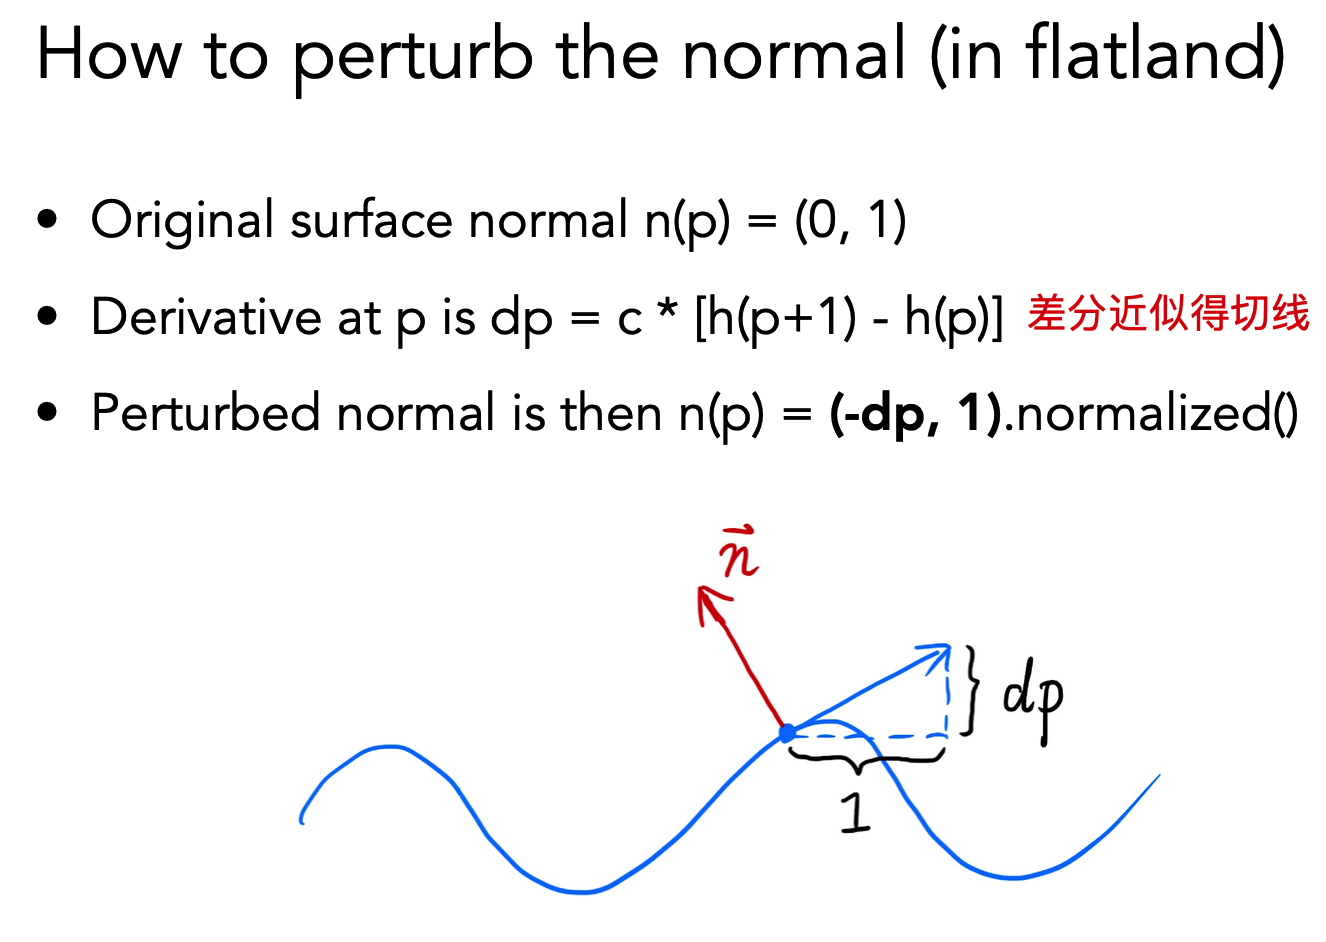 How to perturb the normal (in flatland)
• Original surface normal n(p) = (0, 1)
• Derivative at p is dp = c * [h(p+1) - h(p)] 差分近似得切线
• Perturbed normal is then n(p) = (-dp, 1).normalized()
n⃗
dp
1